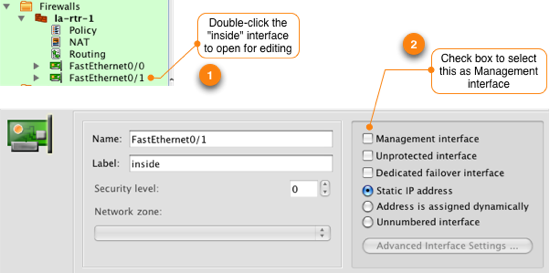 Firewalls
la-rtr-1
Policy
NAT
Routing
FastEthernet0/0
FastEthernet0/1
Double-click the
"inside" interface
to open for editing
1
2
Check box to select
this as Management
interface
Name: FastEthernet0/1
Label: inside
Security level: 0
Network zone:
Management interface
Unprotected interface
Dedicated failover interface
Static IP address
Address is assigned dynamically
Unnumbered interface
Advanced Interface Settings ...